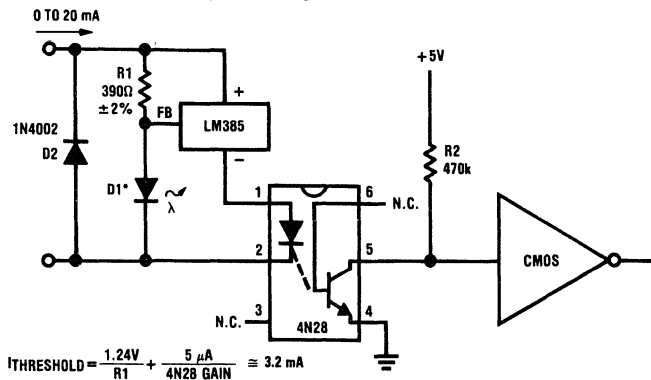 0 TO 20 mA
R1
390Ω
±2%
FB
+
LM385
−
1N4002
D2
D1*
λ
+5V
R2
470k
1
6
N.C.
2
5
CMOS
3
N.C.
4
4N28
ITHRESHOLD = 1.24V / R1 + 5 μA / 4N28 GAIN ≅ 3.2 mA